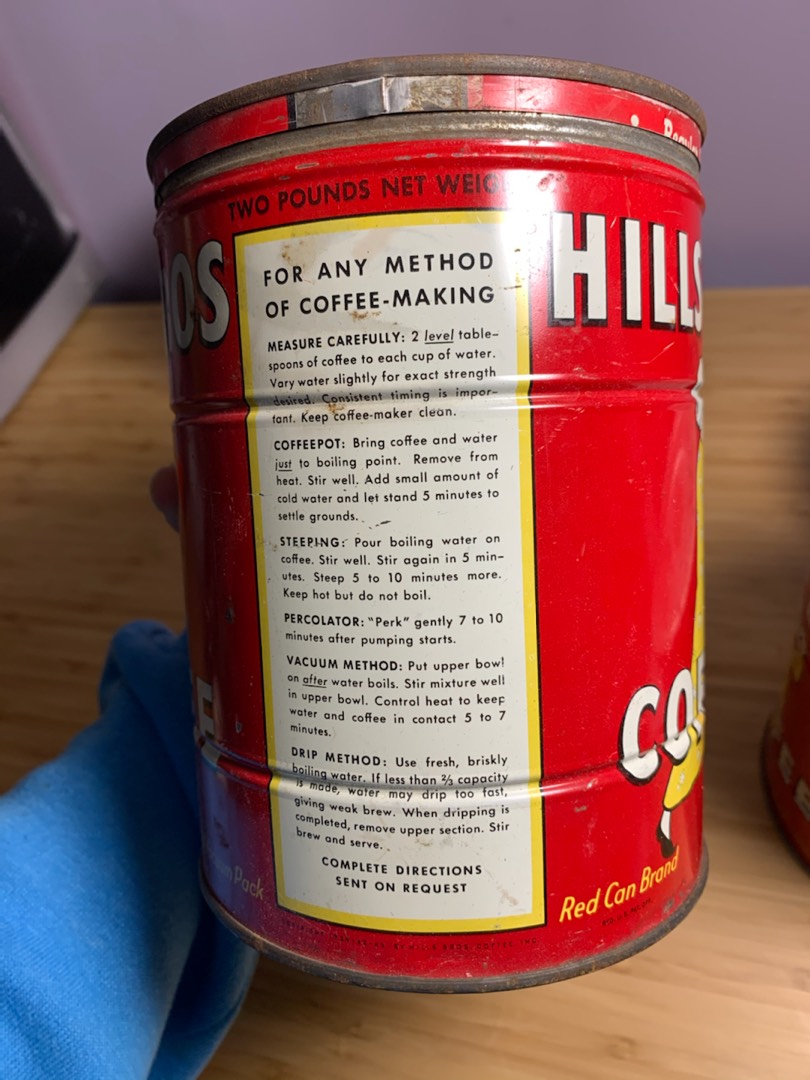 TWO POUNDS NET
OS
HILLS
FOR ANY METHOD
OF COFFEE-MAKING
MEASURE CAREFULLY: 2 level table-
spoons of coffee to each cup of water.
Vary water slightly for exact strength
desired. Consistent timing is impor-
tant. Keep coffee-maker clean.
COFFEEPOT: Bring coffee and water
just to boiling point. Remove from
heat. Stir well. Add small amount of
cold water and let stand 5 minutes to
settle grounds.
STEEPING: Pour boiling water on
coffee. Stir well. Stir again in 5 min-
utes. Steep 5 to 10 minutes more.
Keep hot but do not boil.
PERCOLATOR: "Perk" gently 7 to 10
minutes after pumping starts.
VACUUM METHOD: Put upper bowl
on after water boils. Stir mixture well
in upper bowl. Control heat to keep
water and coffee in contact 5 to 7
minutes.
DRIP METHOD: Use fresh, briskly
boiling water. If less than ⅔ capacity
is made, water may drip too fast,
giving weak brew. When dripping is
completed, remove upper section. Stir
brew and serve.
COMPLETE DIRECTIONS
SENT ON REQUEST
COF
Pack
Red Can Brand